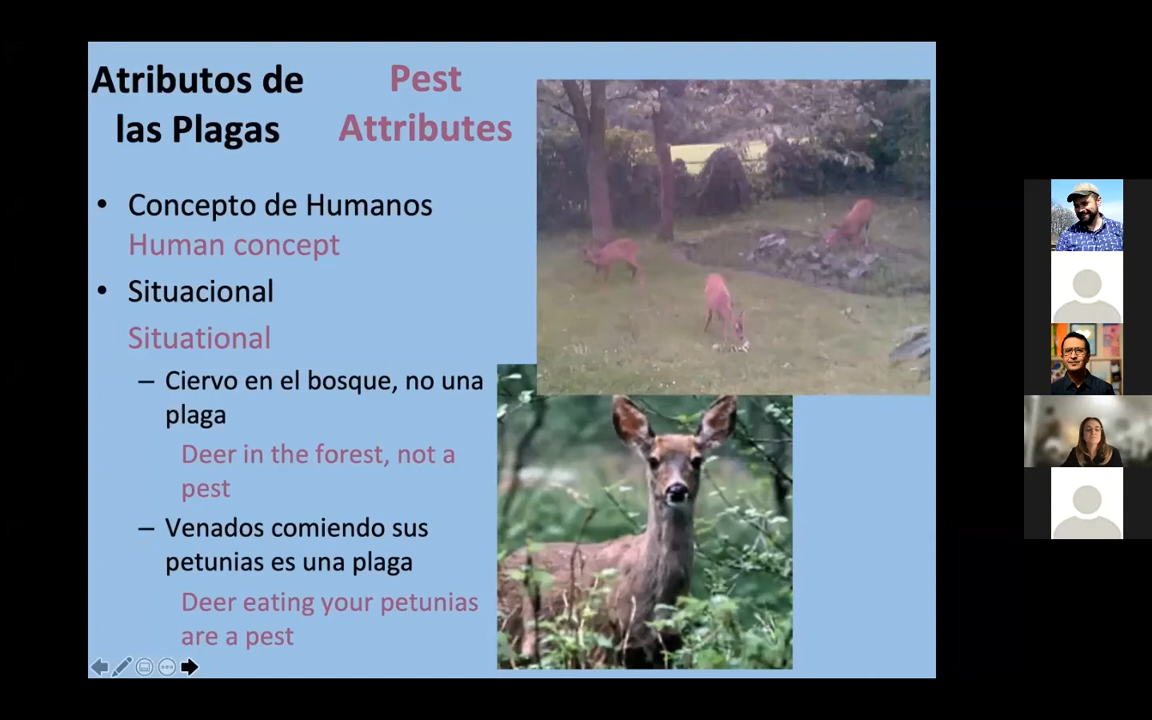 Atributos de
las Plagas
Pest
Attributes
• Concepto de Humanos
Human concept
• Situacional
Situational
– Ciervo en el bosque, no una
plaga
Deer in the forest, not a
pest
– Venados comiendo sus
petunias es una plaga
Deer eating your petunias
are a pest